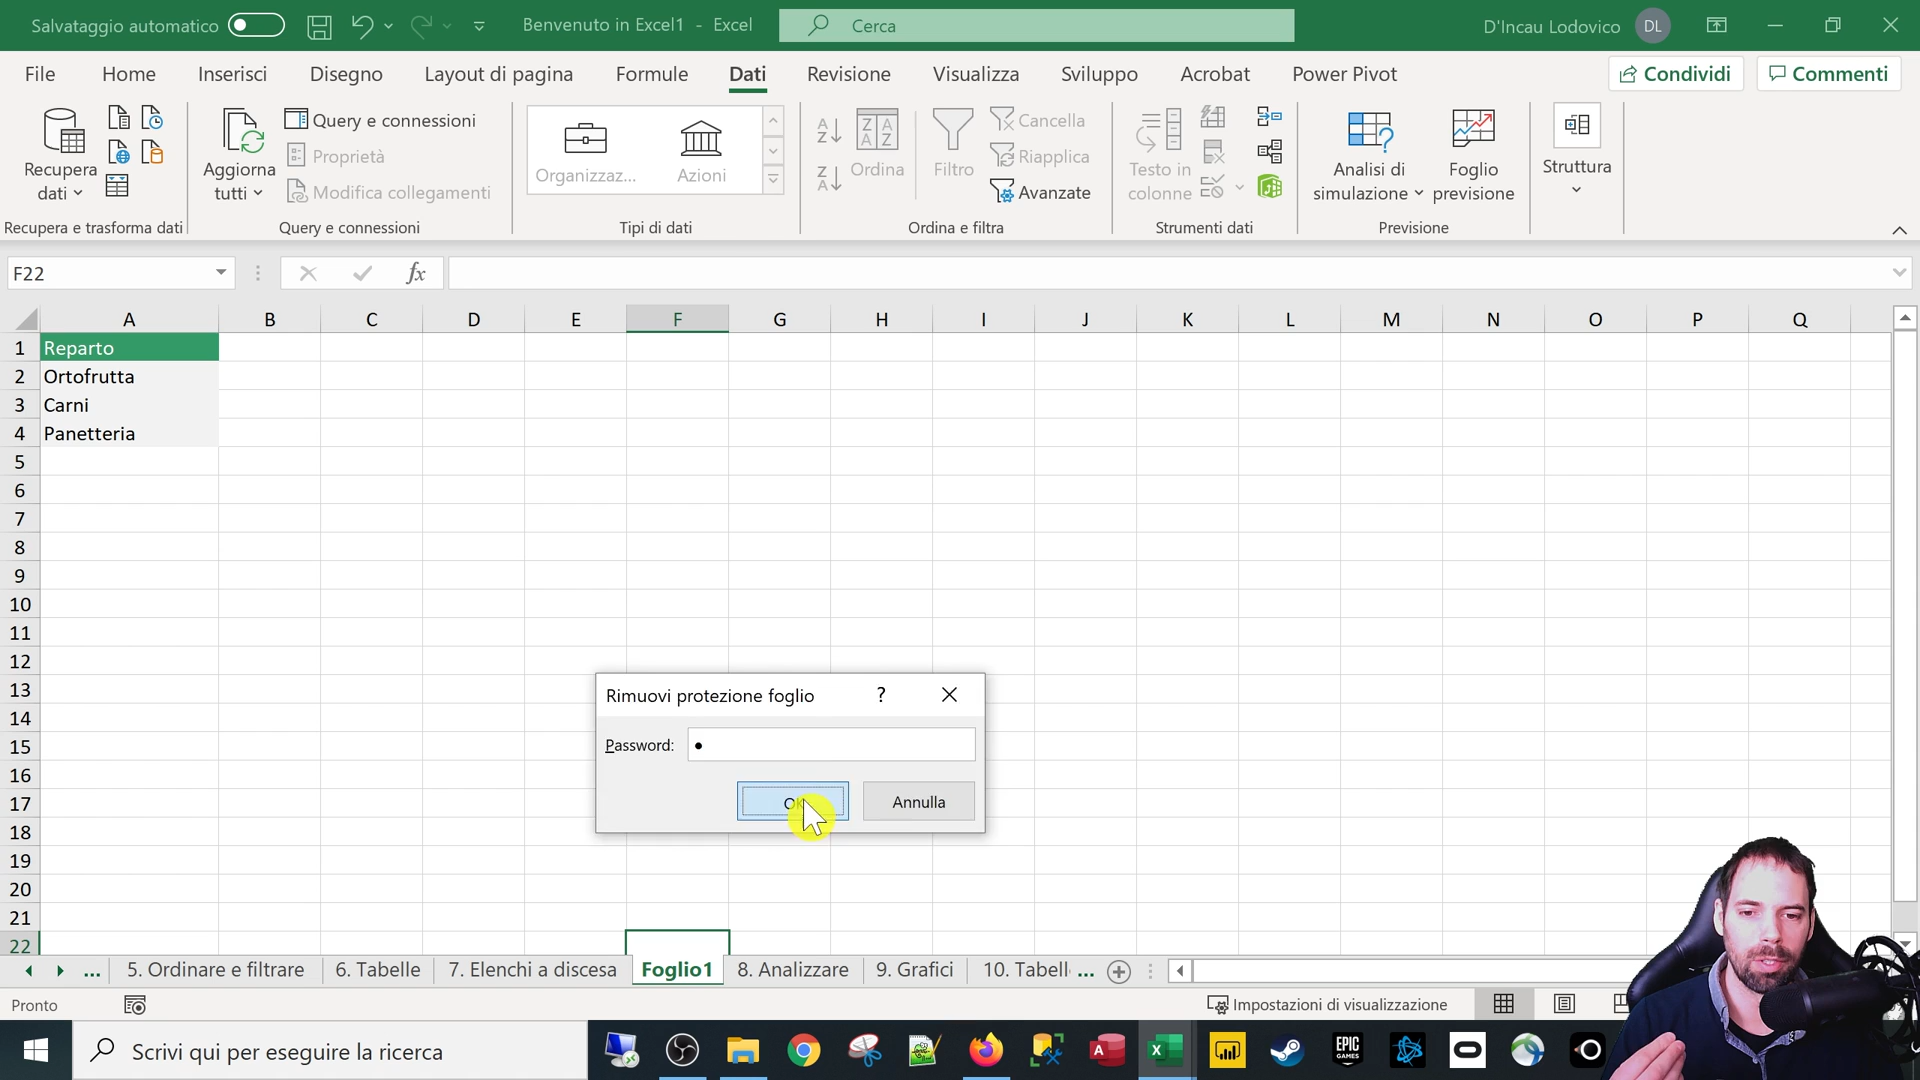 Salvataggio automatico
Benvenuto in Excel1 - Excel
Cerca
D'Incau Lodovico
DL
File Home Inserisci Disegno Layout di pagina Formule Dati Revisione Visualizza Sviluppo Acrobat Power Pivot
Condividi
Commenti
Recupera
dati
Recupera e trasforma dati
Aggiorna
tutti
Query e connessioni
Proprietà
Modifica collegamenti
Query e connessioni
Organizzaz...
Azioni
Tipi di dati
Ordina
Filtro
Cancella
Riapplica
Avanzate
Ordina e filtra
Testo in
colonne
Strumenti dati
Analisi di
simulazione
Foglio
previsione
Previsione
Struttura
F22
fx
A B C D E F G H I J K L M N O P Q
1 Reparto
2 Ortofrutta
3 Carni
4 Panetteria
5
6
7
8
9
10
11
12
13
14
15
16
17
18
19
20
21
22
Rimuovi protezione foglio
?
Password:
Annulla
... 5. Ordinare e filtrare 6. Tabelle 7. Elenchi a discesa Foglio1 8. Analizzare 9. Grafici 10. Tabell ...
Pronto
Impostazioni di visualizzazione
Scrivi qui per eseguire la ricerca
EPIC
GAMES